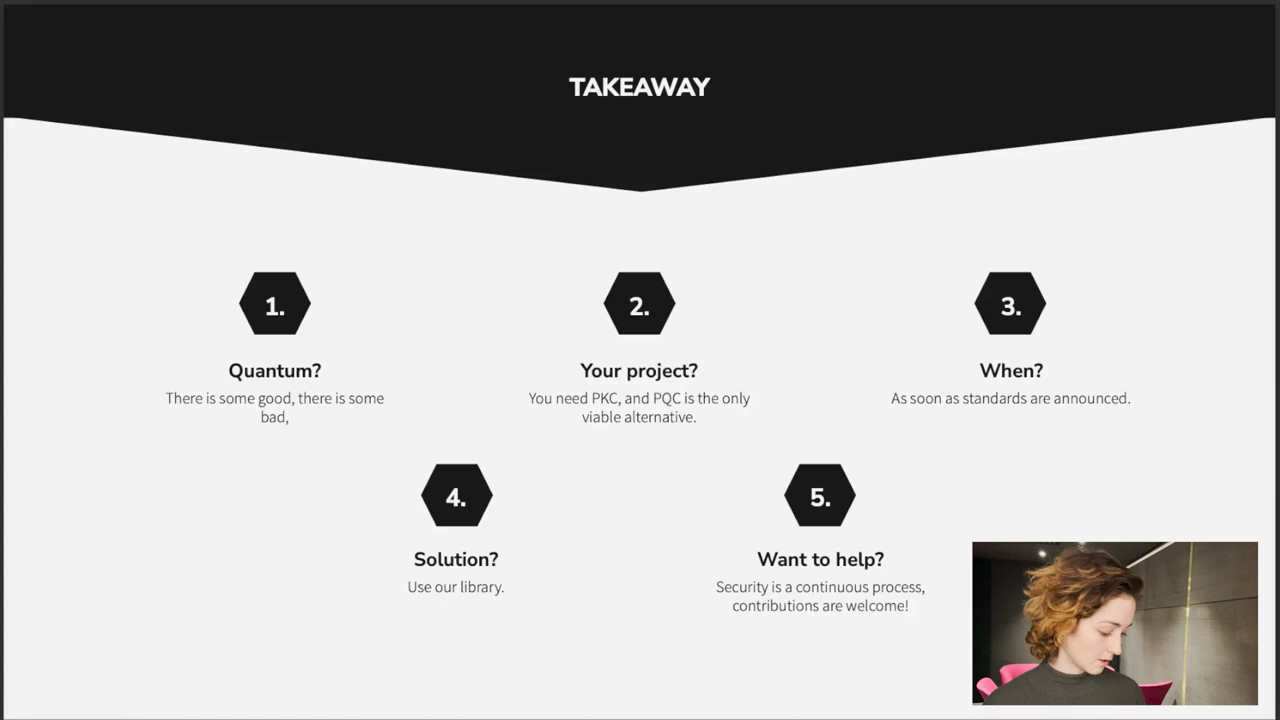 TAKEAWAY
1.
Quantum?
There is some good, there is some
bad,
2.
Your project?
You need PKC, and PQC is the only
viable alternative.
3.
When?
As soon as standards are announced.
4.
Solution?
Use our library.
5.
Want to help?
Security is a continuous process,
contributions are welcome!